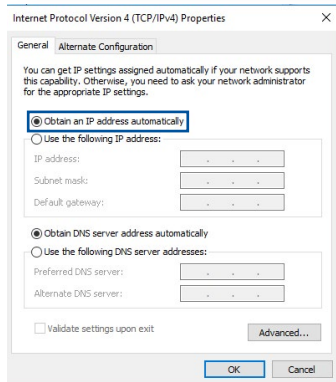 Internet Protocol Version 4 (TCP/IPv4) Properties
General Alternate Configuration
You can get IP settings assigned automatically if your network supports
this capability. Otherwise, you need to ask your network administrator
for the appropriate IP settings.
Obtain an IP address automatically
Use the following IP address:
IP address:
Subnet mask:
Default gateway:
Obtain DNS server address automatically
Use the following DNS server addresses:
Preferred DNS server:
Alternate DNS server:
Validate settings upon exit
Advanced...
OK Cancel